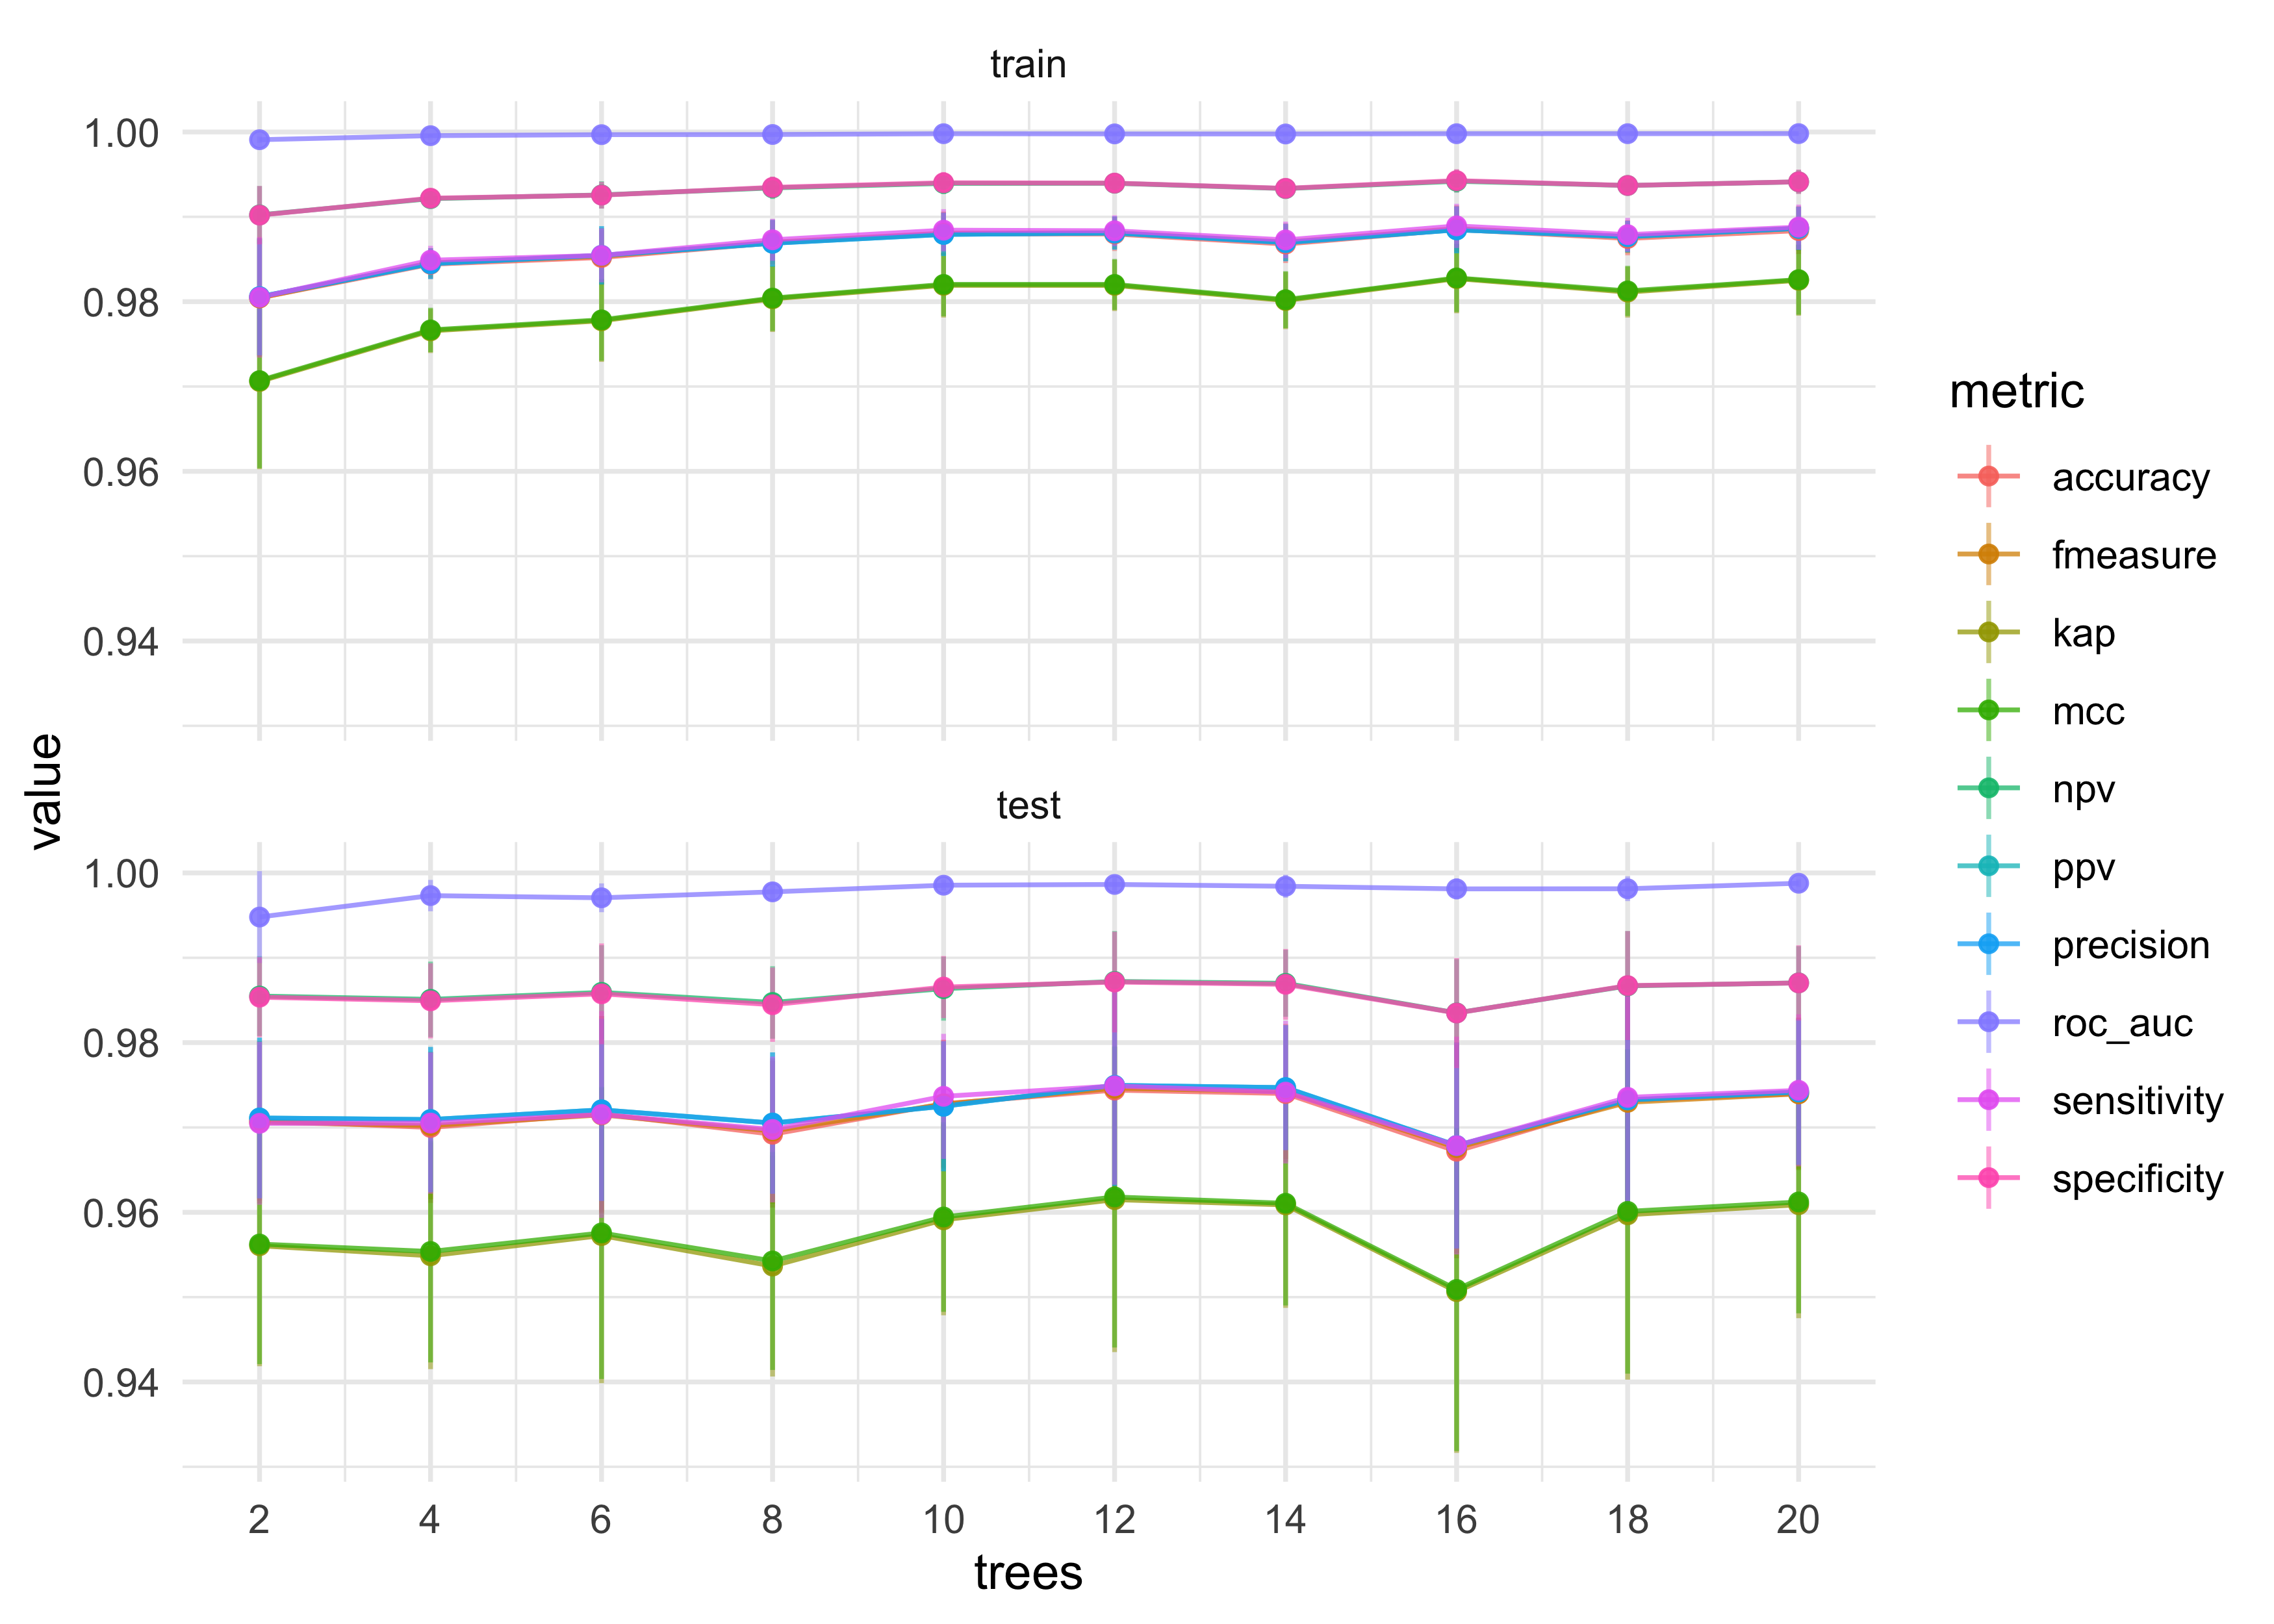 train
1.00
0.98
0.96
0.94
value
test
1.00
0.98
0.96
0.94
2 4 6 8 10 12 14 16 18 20
trees
metric
accuracy
fmeasure
kap
mcc
npv
ppv
precision
roc_auc
sensitivity
specificity